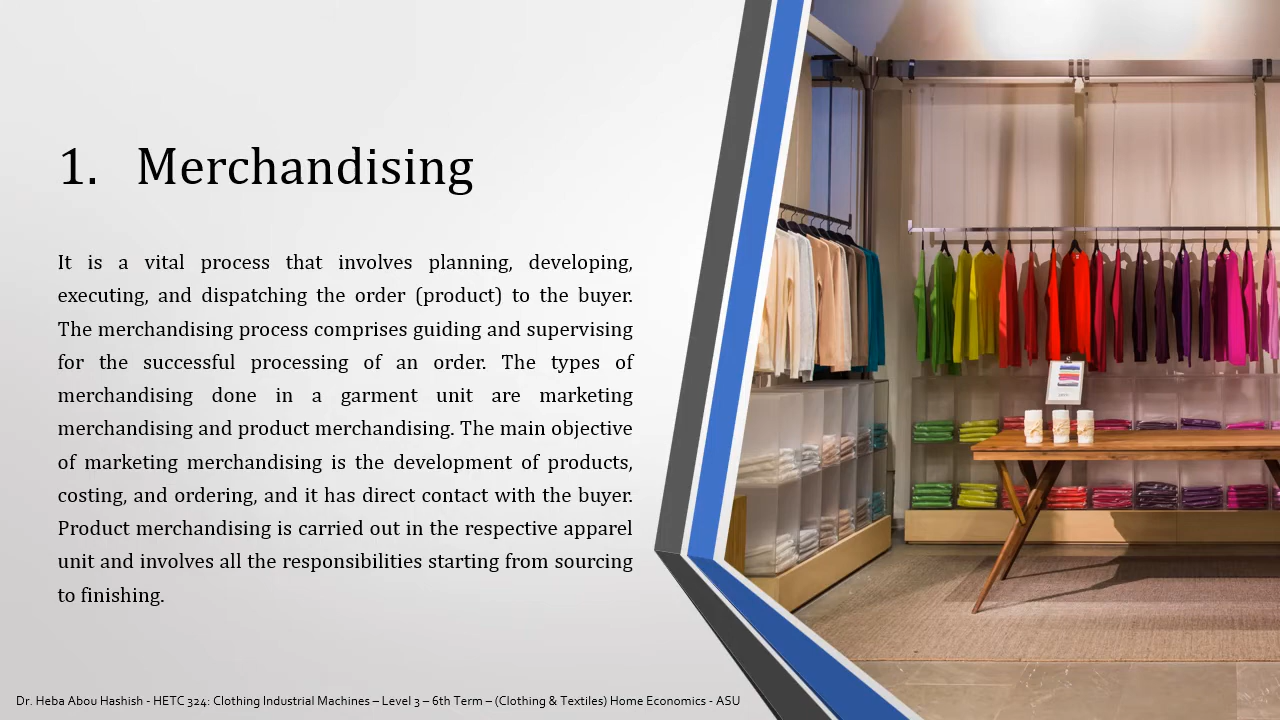 1. Merchandising
It is a vital process that involves planning, developing,
executing, and dispatching the order (product) to the buyer.
The merchandising process comprises guiding and supervising
for the successful processing of an order. The types of
merchandising done in a garment unit are marketing
merchandising and product merchandising. The main objective
of marketing merchandising is the development of products,
costing, and ordering, and it has direct contact with the buyer.
Product merchandising is carried out in the respective apparel
unit and involves all the responsibilities starting from sourcing
to finishing.
Dr. Heba Abou Hashish - HETC 324: Clothing Industrial Machines – Level 3 – 6th Term – (Clothing & Textiles) Home Economics - ASU